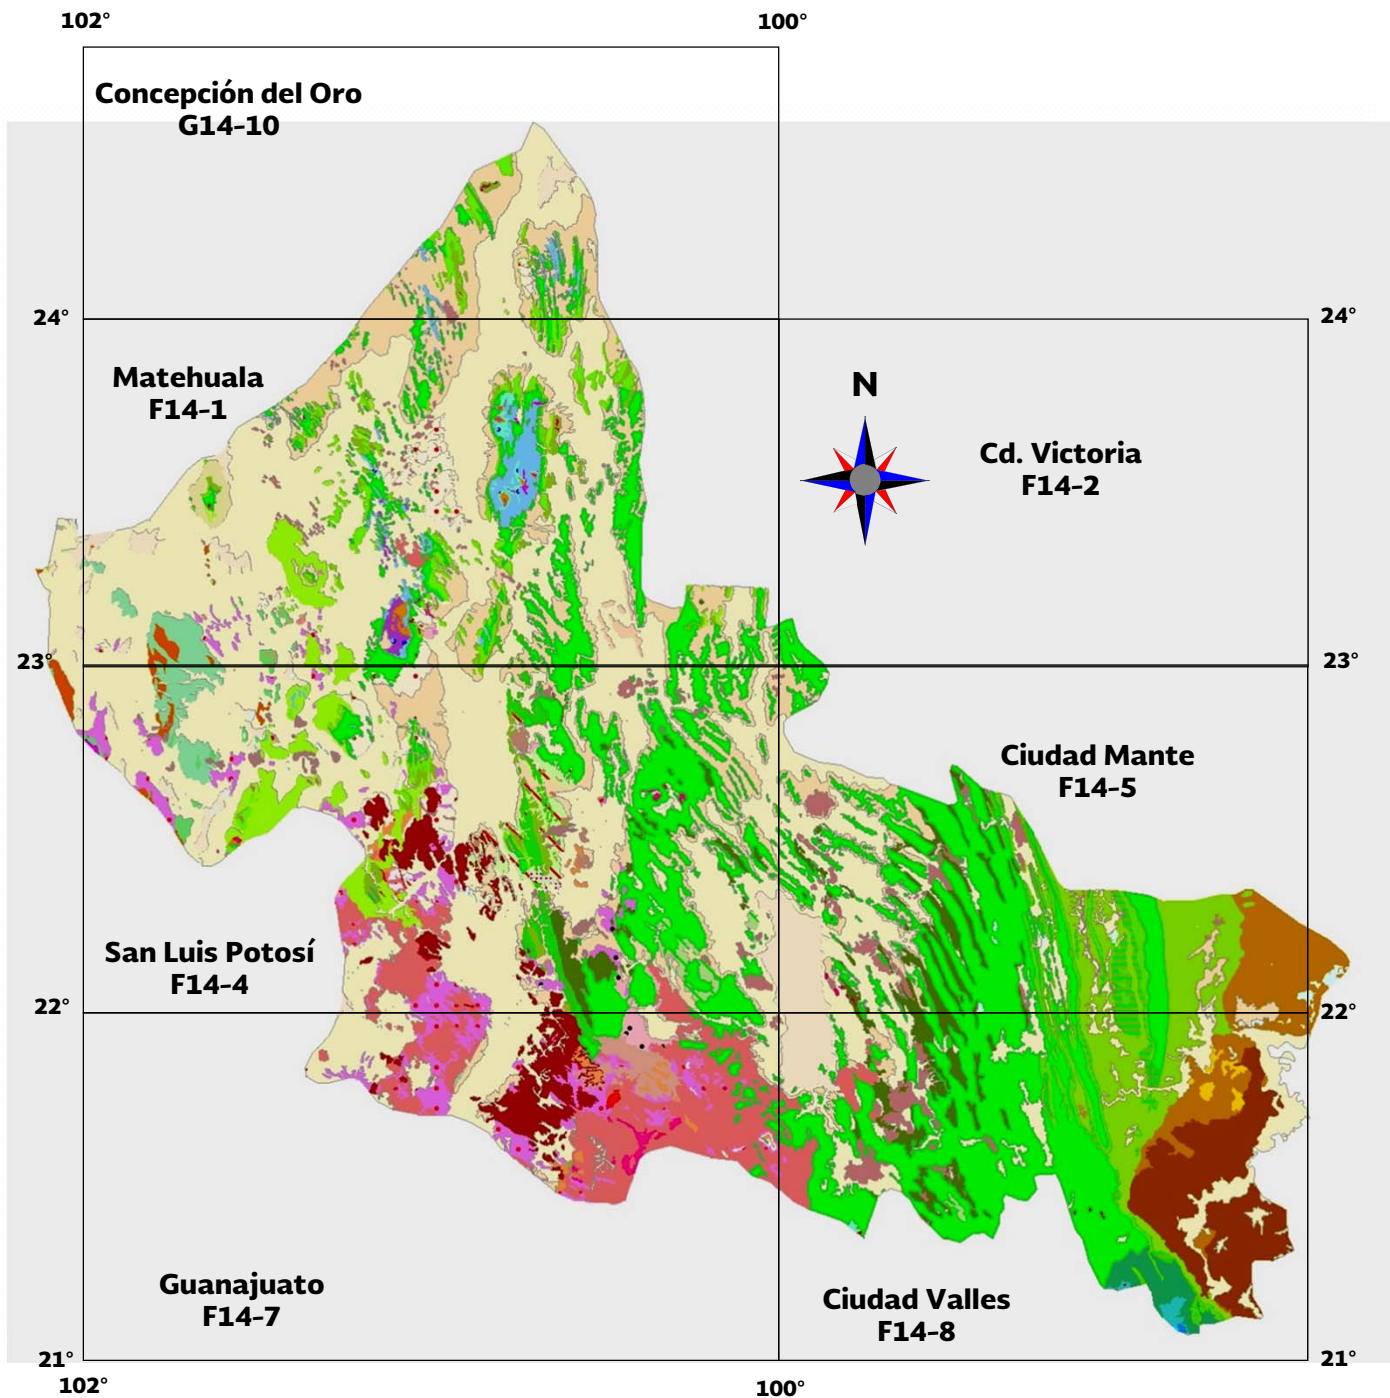 102°
100°
Concepción del Oro
G14-10
24°
24°
Matehuala
F14-1
N
Cd. Victoria
F14-2
23°
23°
Ciudad Mante
F14-5
San Luis Potosí
F14-4
22°
22°
Guanajuato
F14-7
Ciudad Valles
F14-8
21°
21°
102°
100°